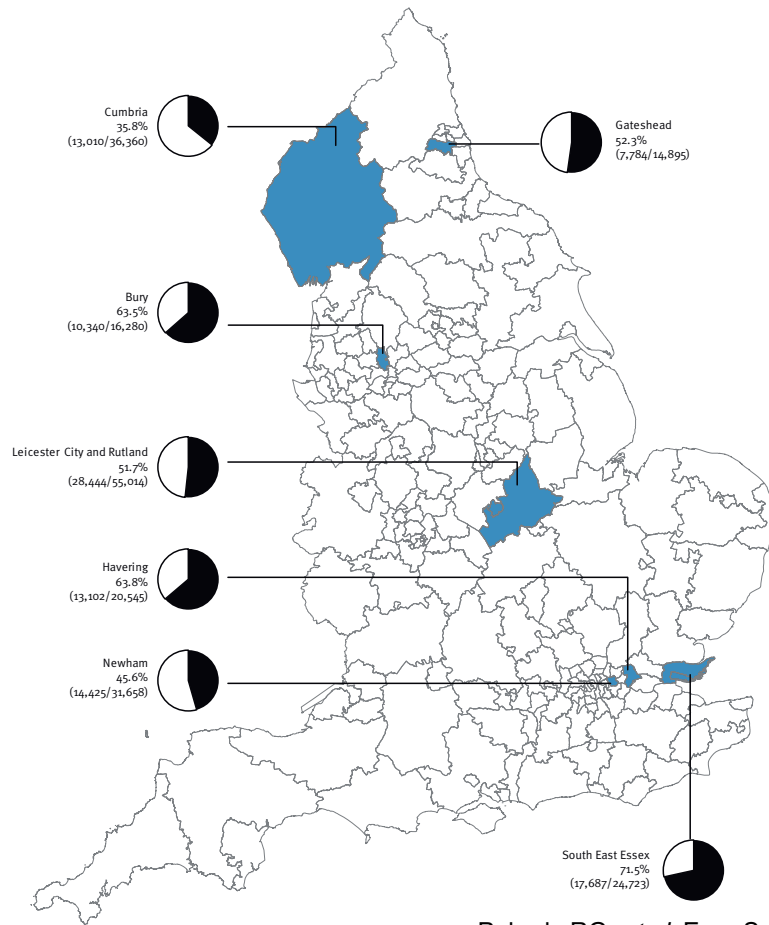 Cumbria
35.8%
(13,010/36,360)
Gateshead
52.3%
(7,784/14,895)
Bury
63.5%
(10,340/16,280)
Leicester City and Rutland
51.7%
(28,444/55,014)
Havering
63.8%
(13,102/20,545)
Newham
45.6%
(14,425/31,658)
South East Essex
71.5%
(17,687/24,723)